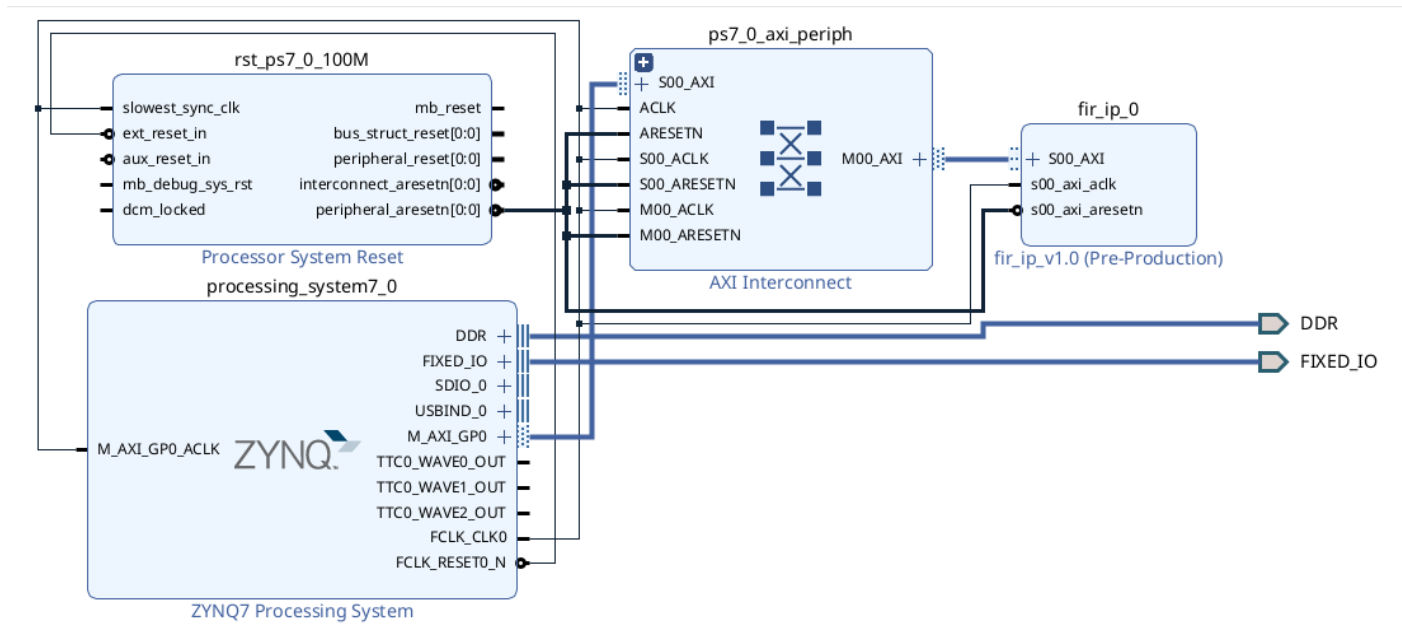 rst_ps7_0_100M
slowest_sync_clk
ext_reset_in
aux_reset_in
mb_debug_sys_rst
dcm_locked
mb_reset
bus_struct_reset[0:0]
peripheral_reset[0:0]
interconnect_aresetn[0:0]
peripheral_aresetn[0:0]
Processor System Reset
ps7_0_axi_periph
S00_AXI
ACLK
ARESETN
S00_ACLK
S00_ARESETN
M00_ACLK
M00_ARESETN
M00_AXI
AXI Interconnect
fir_ip_0
S00_AXI
s00_axi_aclk
s00_axi_aresetn
fir_ip_v1.0 (Pre-Production)
processing_system7_0
M_AXI_GP0_ACLK
ZYNQ
DDR
FIXED_IO
SDIO_0
USBIND_0
M_AXI_GP0
TTC0_WAVE0_OUT
TTC0_WAVE1_OUT
TTC0_WAVE2_OUT
FCLK_CLK0
FCLK_RESET0_N
ZYNQ7 Processing System
DDR
FIXED_IO